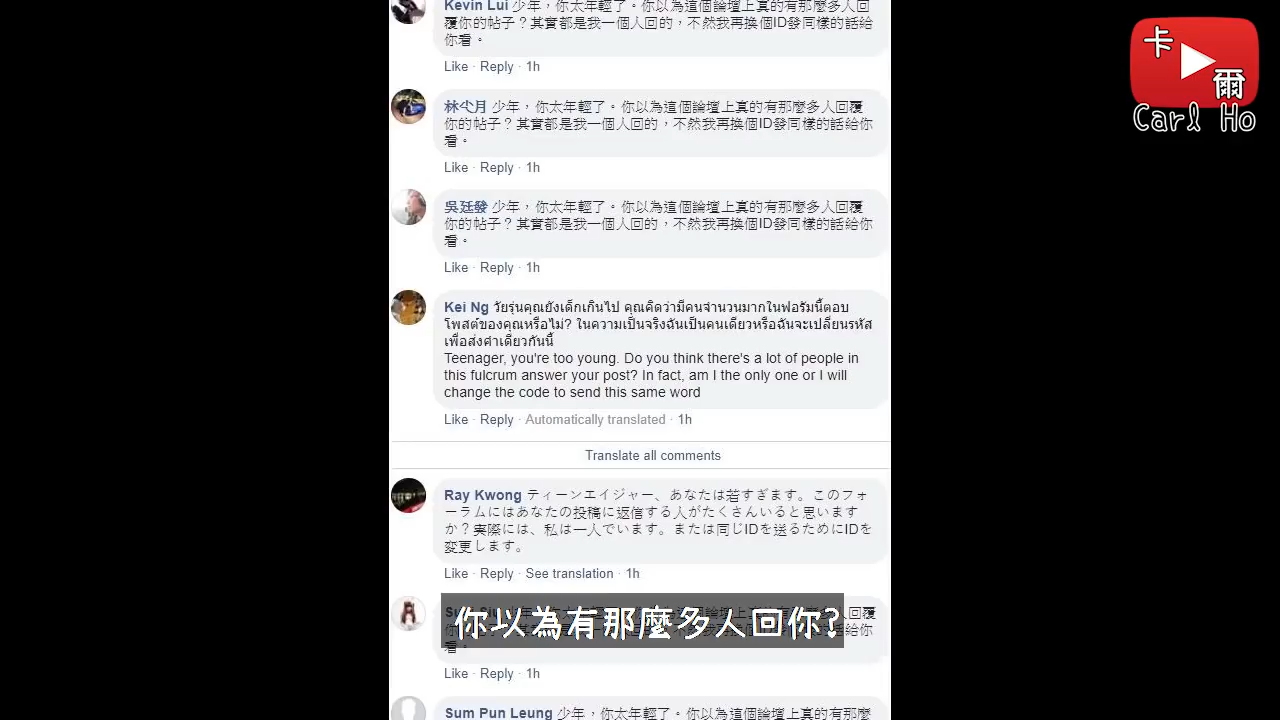 Kevin Lui 少年，你太年輕了。你以為這個論壇上真的有那麼多人回
覆你的帖子？其實都是我一個人回的，不然我再換個ID發同樣的話給
你看。
Like · Reply · 1h
林尐月 少年，你太年輕了。你以為這個論壇上真的有那麼多人回覆
你的帖子？其實都是我一個人回的，不然我再換個ID發同樣的話給你
看。
Like · Reply · 1h
吳廷發 少年，你太年輕了。你以為這個論壇上真的有那麼多人回覆
你的帖子？其實都是我一個人回的，不然我再換個ID發同樣的話給你
看。
Like · Reply · 1h
Kei Ng วัยรุ่นคุณยังเด็กเกินไป คุณคิดว่ามีคนจำนวนมากในฟอรัมนี้ตอบ
โพสต์ของคุณหรือไม่? ในความเป็นจริงฉันเป็นคนเดียวหรือฉันจะเปลี่ยนรหัส
เพื่อส่งคำเดียวกันนี้
Teenager, you're too young. Do you think there's a lot of people in
this fulcrum answer your post? In fact, am I the only one or I will
change the code to send this same word
Like · Reply · Automatically translated · 1h
Translate all comments
Ray Kwong ティーンエイジャー、あなたは若すぎます。このフォ
ーラムにはあなたの投稿に返信する人がたくさんいると思います
か？実際には、私は一人でいます。または同じIDを送るためにIDを
変更します。
Like · Reply · See translation · 1h
回覆
話給你
看。
你以為有那麼多人回你?
Like · Reply · 1h
Sum Pun Leung 少年，你太年輕了。你以為這個論壇上真的有那麼
卡
爾
Carl Ho